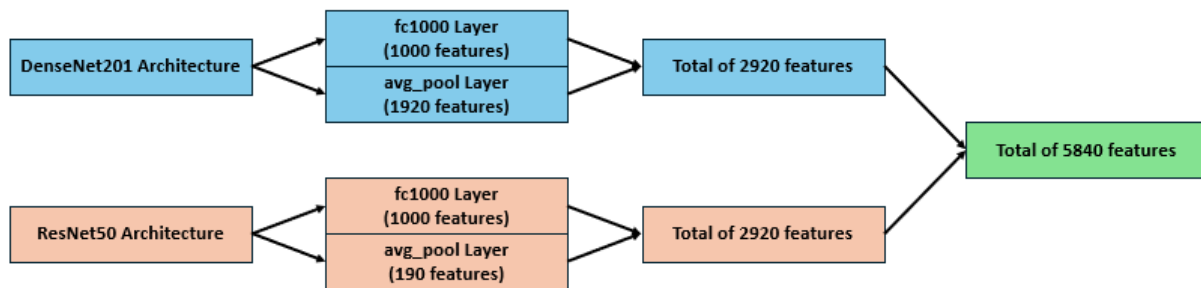 DenseNet201 Architecture
fc1000 Layer
(1000 features)
avg_pool Layer
(1920 features)
Total of 2920 features
Total of 5840 features
ResNet50 Architecture
fc1000 Layer
(1000 features)
avg_pool Layer
(190 features)
Total of 2920 features